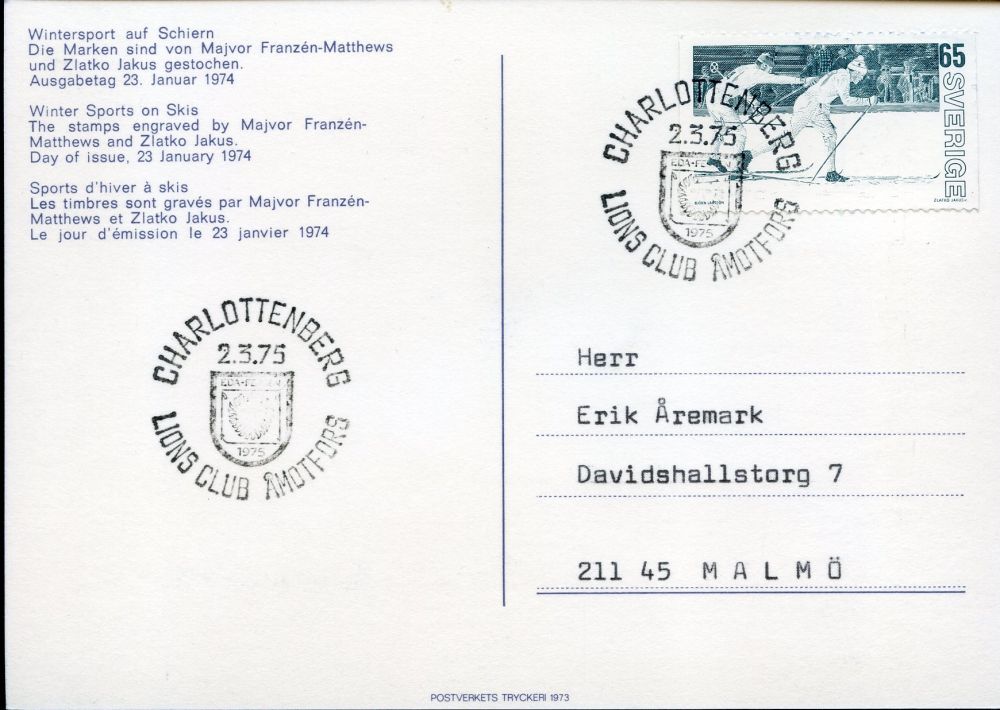 Wintersport auf Schiern
Die Marken sind von Majvor Franzén-Matthews
und Zlatko Jakus gestochen.
Ausgabetag 23. Januar 1974
Winter Sports on Skis
The stamps engraved by Majvor Franzén-
Matthews and Zlatko Jakus.
Day of issue, 23 January 1974
Sports d'hiver à skis
Les timbres sont gravés par Majvor Franzén-
Matthews et Zlatko Jakus.
Le jour d'émission le 23 janvier 1974
65
SVERIGE
ZLATKO JAKUS
CHARLOTTENBERG
2.3.75
1975
LIONS CLUB ÅMOTFORS
CHARLOTTENBERG
2.3.75
1975
LIONS CLUB ÅMOTFORS
Herr
Erik Åremark
Davidshallstorg 7
211 45 M A L M Ö
POSTVERKETS TRYCKERI 1973